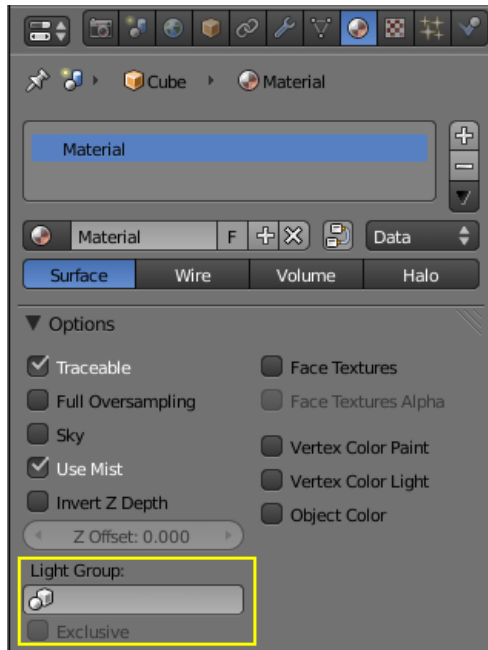 Cube Material
Material
Material F Data
Surface Wire Volume Halo
Options
Traceable Face Textures
Full Oversampling Face Textures Alpha
Sky
Vertex Color Paint
Use Mist
Vertex Color Light
Invert Z Depth
Object Color
Z Offset: 0.000
Light Group:
Exclusive